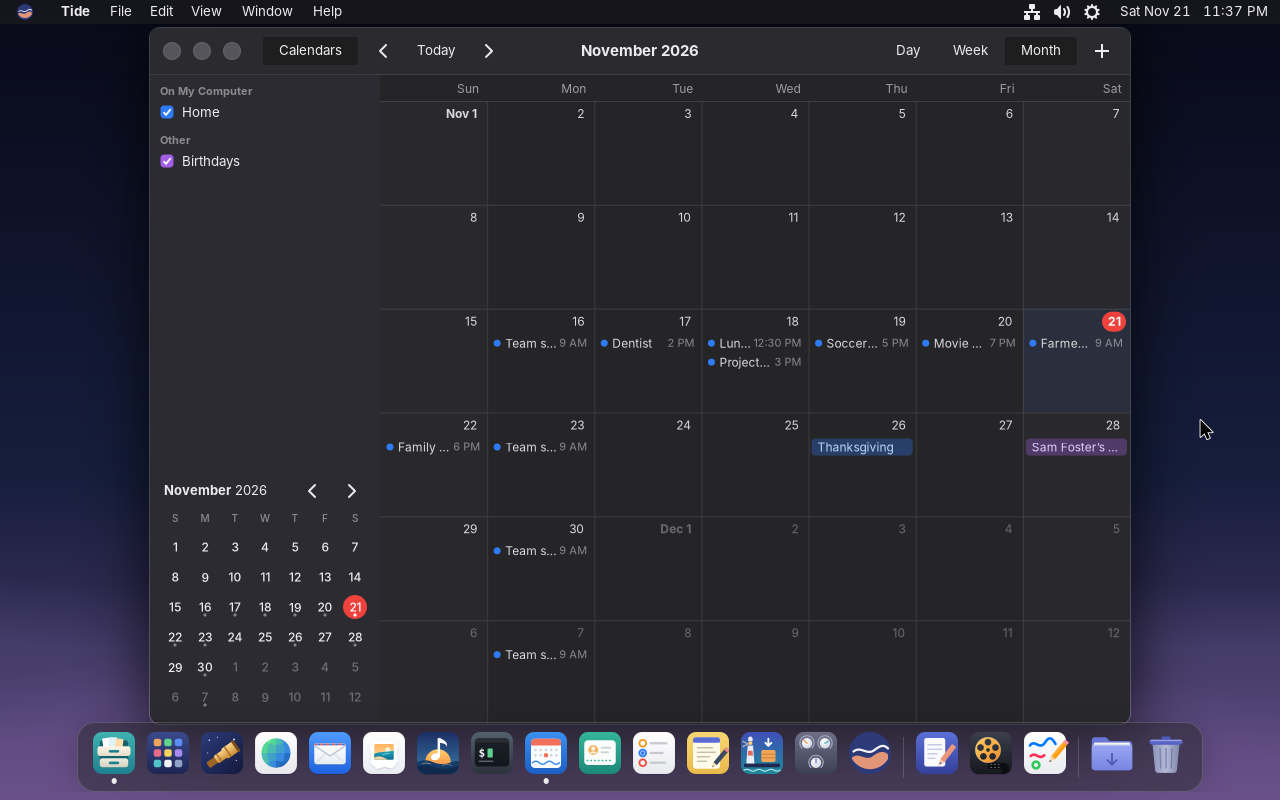 Tide File Edit View Window Help Sat Nov 21 11:37 PM
Calendars Today November 2026 Day Week Month
On My Computer
Home
Other
Birthdays
Sun Mon Tue Wed Thu Fri Sat
Nov 1 2 3 4 5 6 7
8 9 10 11 12 13 14
15 16 17 18 19 20 21
Team s... 9 AM Dentist 2 PM Lun... 12:30 PM Soccer... 5 PM Movie ... 7 PM Farme... 9 AM
Project... 3 PM
22 23 24 25 26 27 28
Family ... 6 PM Team s... 9 AM Thanksgiving Sam Foster's ...
29 30 Dec 1 2 3 4 5
Team s... 9 AM
6 7 8 9 10 11 12
Team s... 9 AM
November 2026
S M T W T F S
1 2 3 4 5 6 7
8 9 10 11 12 13 14
15 16 17 18 19 20 21
22 23 24 25 26 27 28
29 30 1 2 3 4 5
6 7 8 9 10 11 12
$